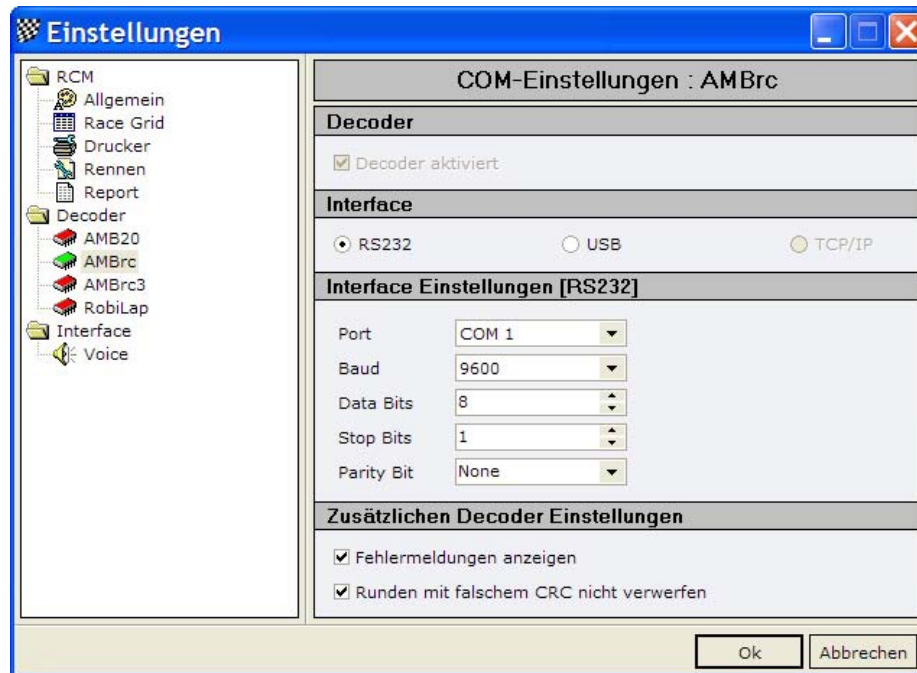 Einstellungen
RCM
Allgemein
Race Grid
Drucker
Rennen
Report
Decoder
AMB20
AMBrc
AMBrc3
RobiLap
Interface
Voice
COM-Einstellungen : AMBrc
Decoder
Decoder aktiviert
Interface
RS232 USB TCP/IP
Interface Einstellungen [RS232]
Port COM 1
Baud 9600
Data Bits 8
Stop Bits 1
Parity Bit None
Zusätzlichen Decoder Einstellungen
Fehlermeldungen anzeigen
Runden mit falschem CRC nicht verwerfen
Ok Abbrechen